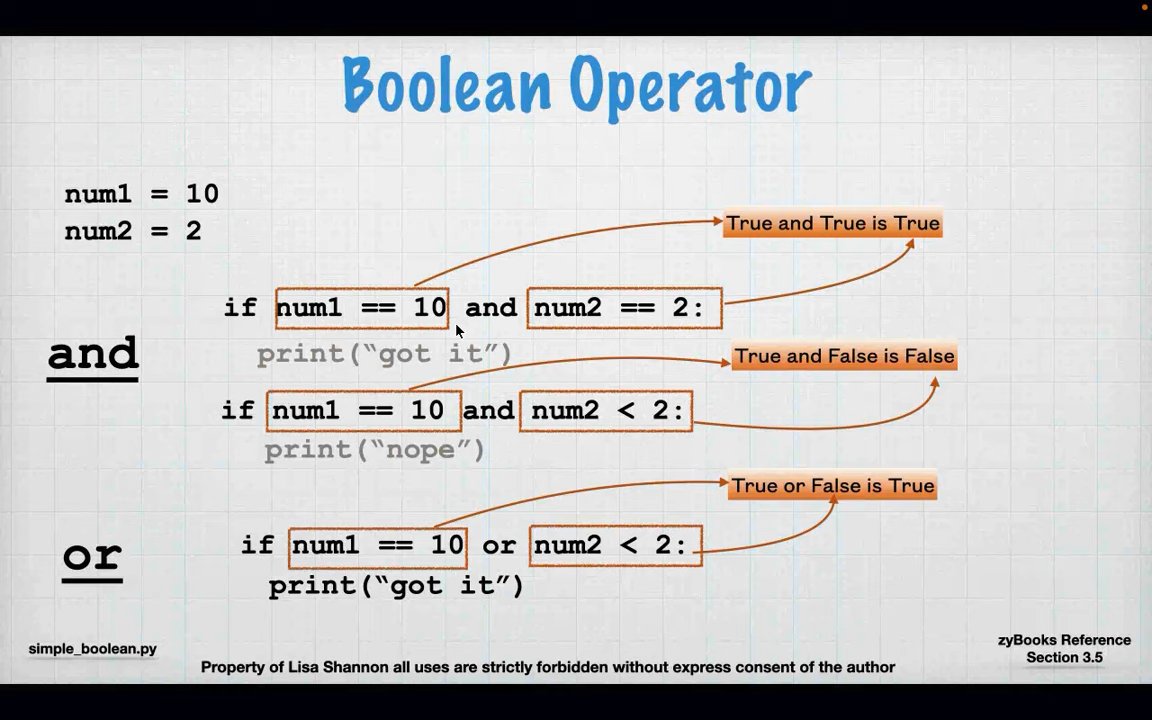 Boolean Operator
num1 = 10
num2 = 2
True and True is True
if num1 == 10 and num2 == 2:
and
print(“got it”)
True and False is False
if num1 == 10 and num2 < 2:
print(“nope”)
True or False is True
or
if num1 == 10 or num2 < 2:
print(“got it”)
simple_boolean.py
zyBooks Reference
Section 3.5
Property of Lisa Shannon all uses are strictly forbidden without express consent of the author